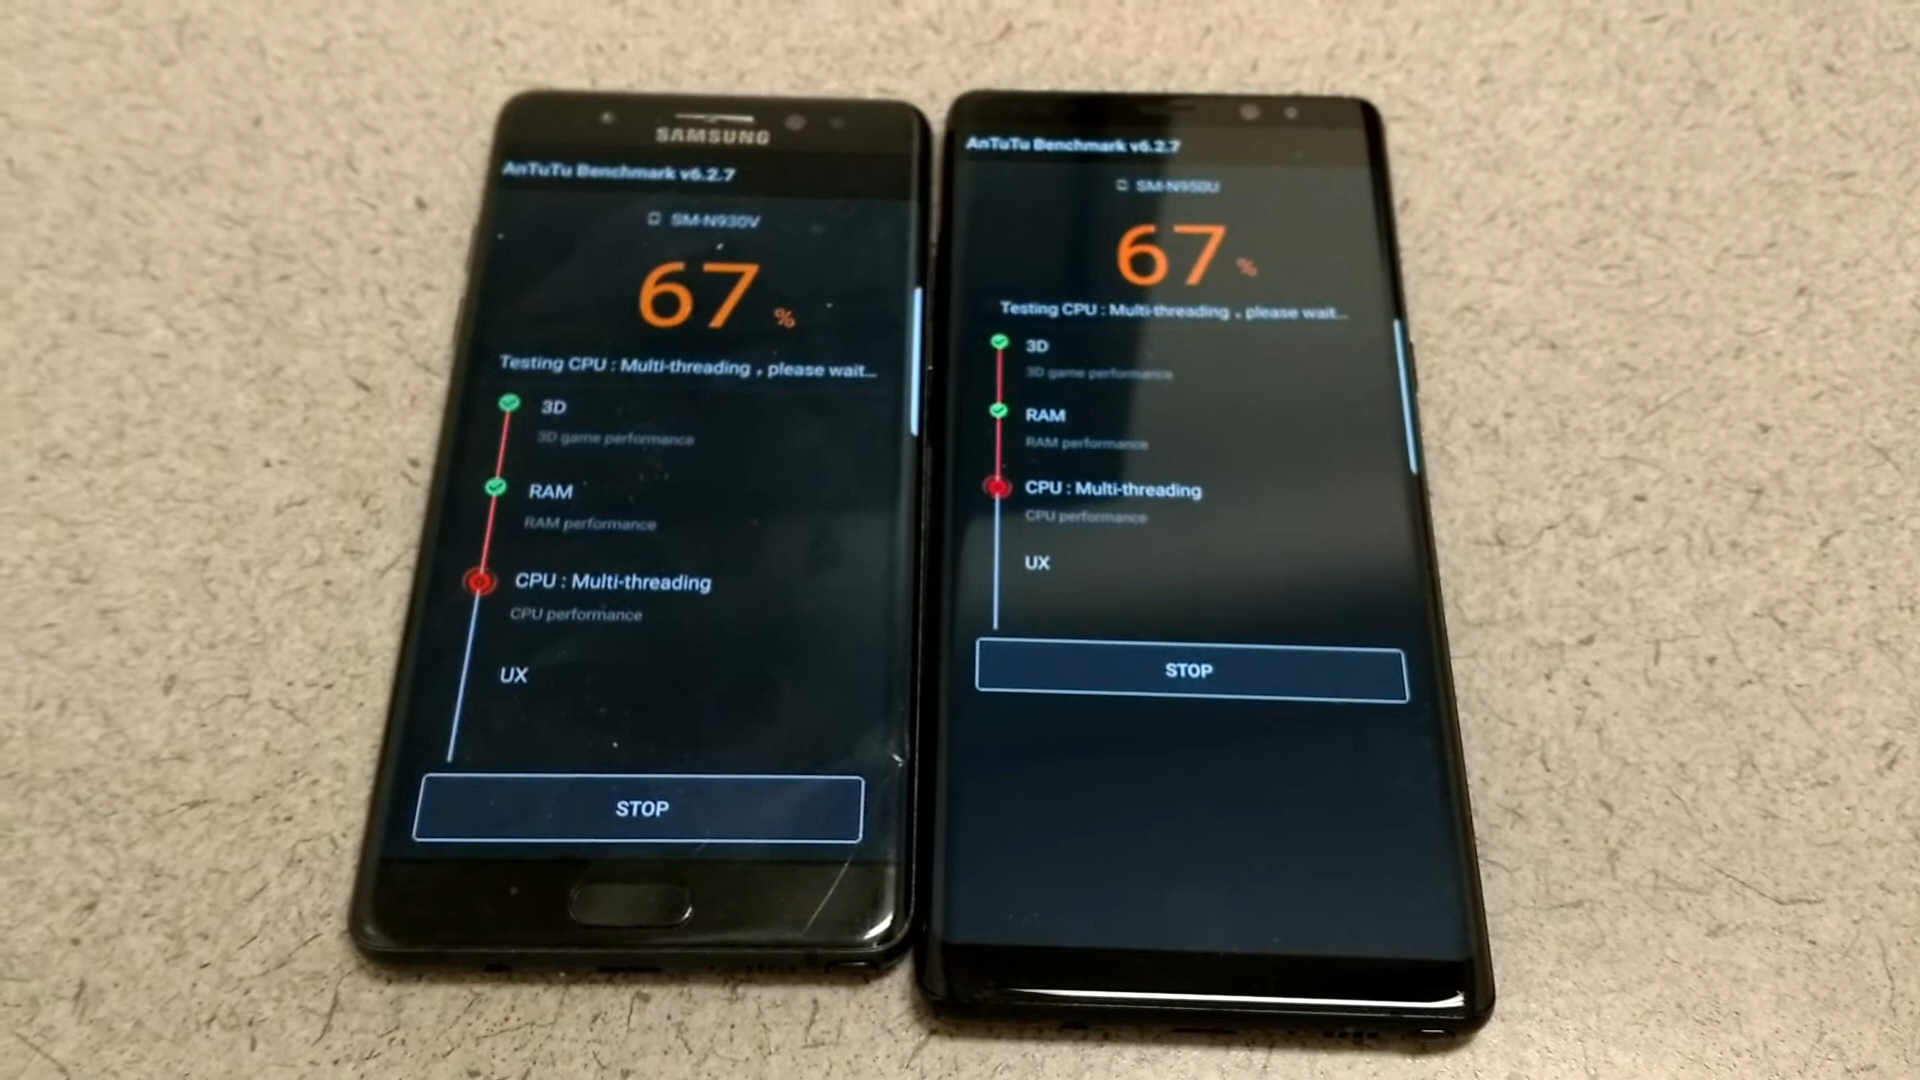 SAMSUNG
AnTuTu Benchmark v6.2.7
SM-N930V
67 %
Testing CPU : Multi-threading , please wait...
3D
3D game performance
RAM
RAM performance
CPU : Multi-threading
CPU performance
UX
STOP
AnTuTu Benchmark v6.2.7
SM-N950U
67 %
Testing CPU : Multi-threading , please wait...
3D
3D game performance
RAM
RAM performance
CPU : Multi-threading
CPU performance
UX
STOP